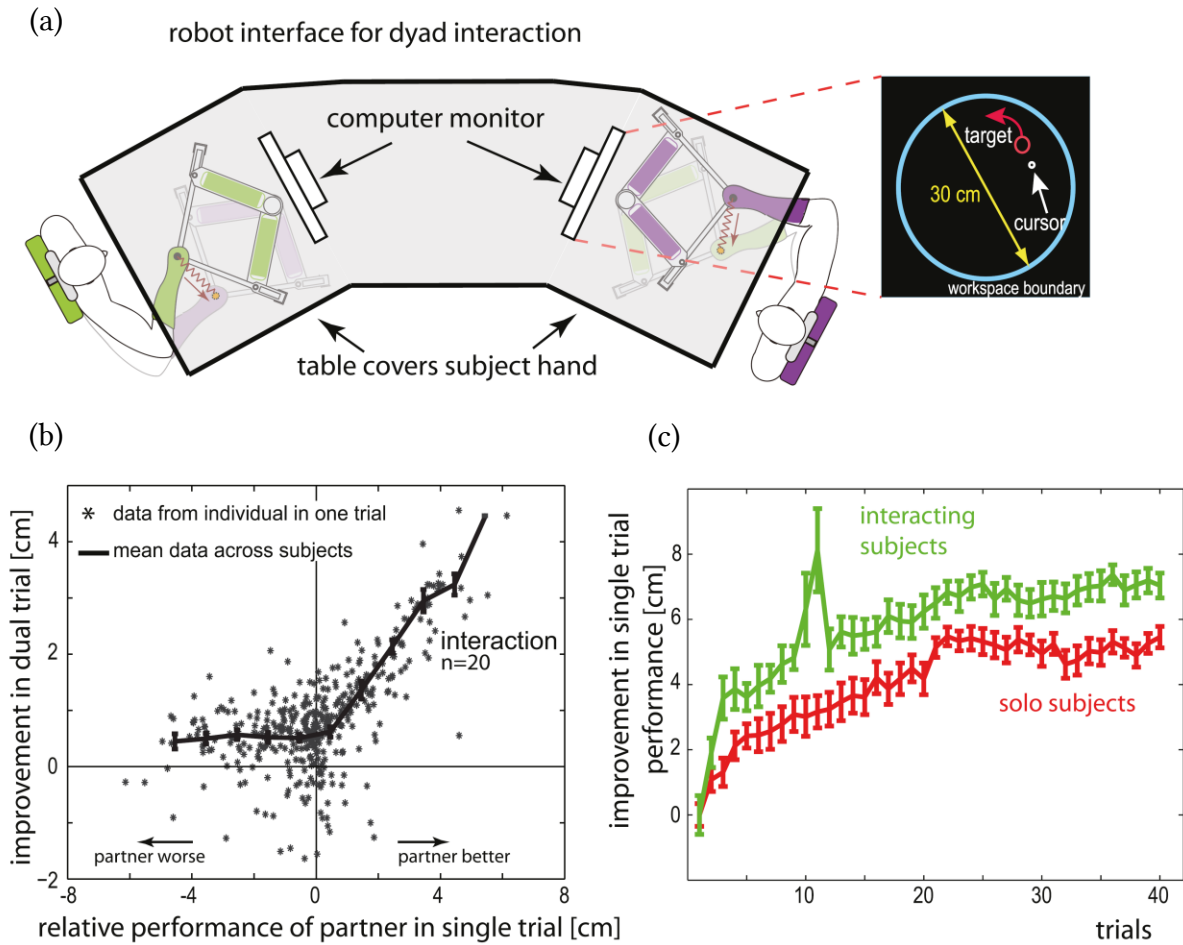 (a)
robot interface for dyad interaction
computer monitor
table covers subject hand
target
30 cm
cursor
workspace boundary
(b)
improvement in dual trial [cm]
4
2
0
−2
* data from individual in one trial
mean data across subjects
interaction
n=20
partner worse
partner better
-8
-4
0
4
8
relative performance of partner in single trial [cm]
(c)
improvement in single trial
performance [cm]
8
6
4
2
0
interacting
subjects
solo subjects
10
20
30
40
trials